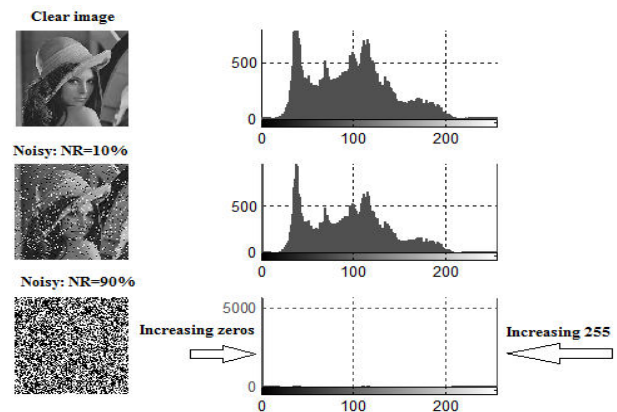 Clear image
500
0
0 100 200
Noisy: NR=10%
500
0
0 100 200
Noisy: NR=90%
5000
Increasing zeros
Increasing 255
0
0 100 200